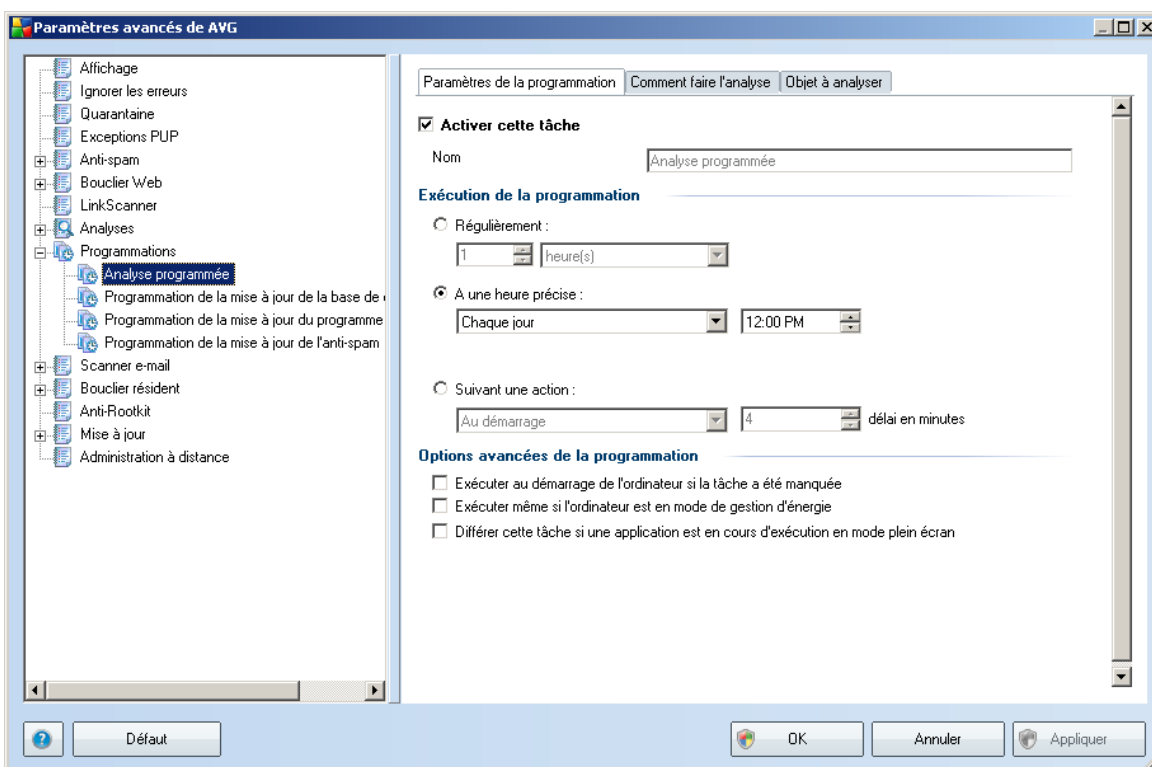 Paramètres avancés de AVG
Affichage
Ignorer les erreurs
Quarantaine
Exceptions PUP
Anti-spam
Bouclier Web
LinkScanner
Analyses
Programmations
Analyse programmée
Programmation de la mise à jour de la base de
Programmation de la mise à jour du programme
Programmation de la mise à jour de l'anti-spam
Scanner e-mail
Bouclier résident
Anti-Rootkit
Mise à jour
Administration à distance
Paramètres de la programmation Comment faire l'analyse Objet à analyser
Activer cette tâche
Nom Analyse programmée
Exécution de la programmation
Régulièrement :
1 heure(s)
A une heure précise :
Chaque jour 12:00 PM
Suivant une action :
Au démarrage 4 délai en minutes
Options avancées de la programmation
Exécuter au démarrage de l'ordinateur si la tâche a été manquée
Exécuter même si l'ordinateur est en mode de gestion d'énergie
Différer cette tâche si une application est en cours d'exécution en mode plein écran
Défaut OK Annuler Appliquer